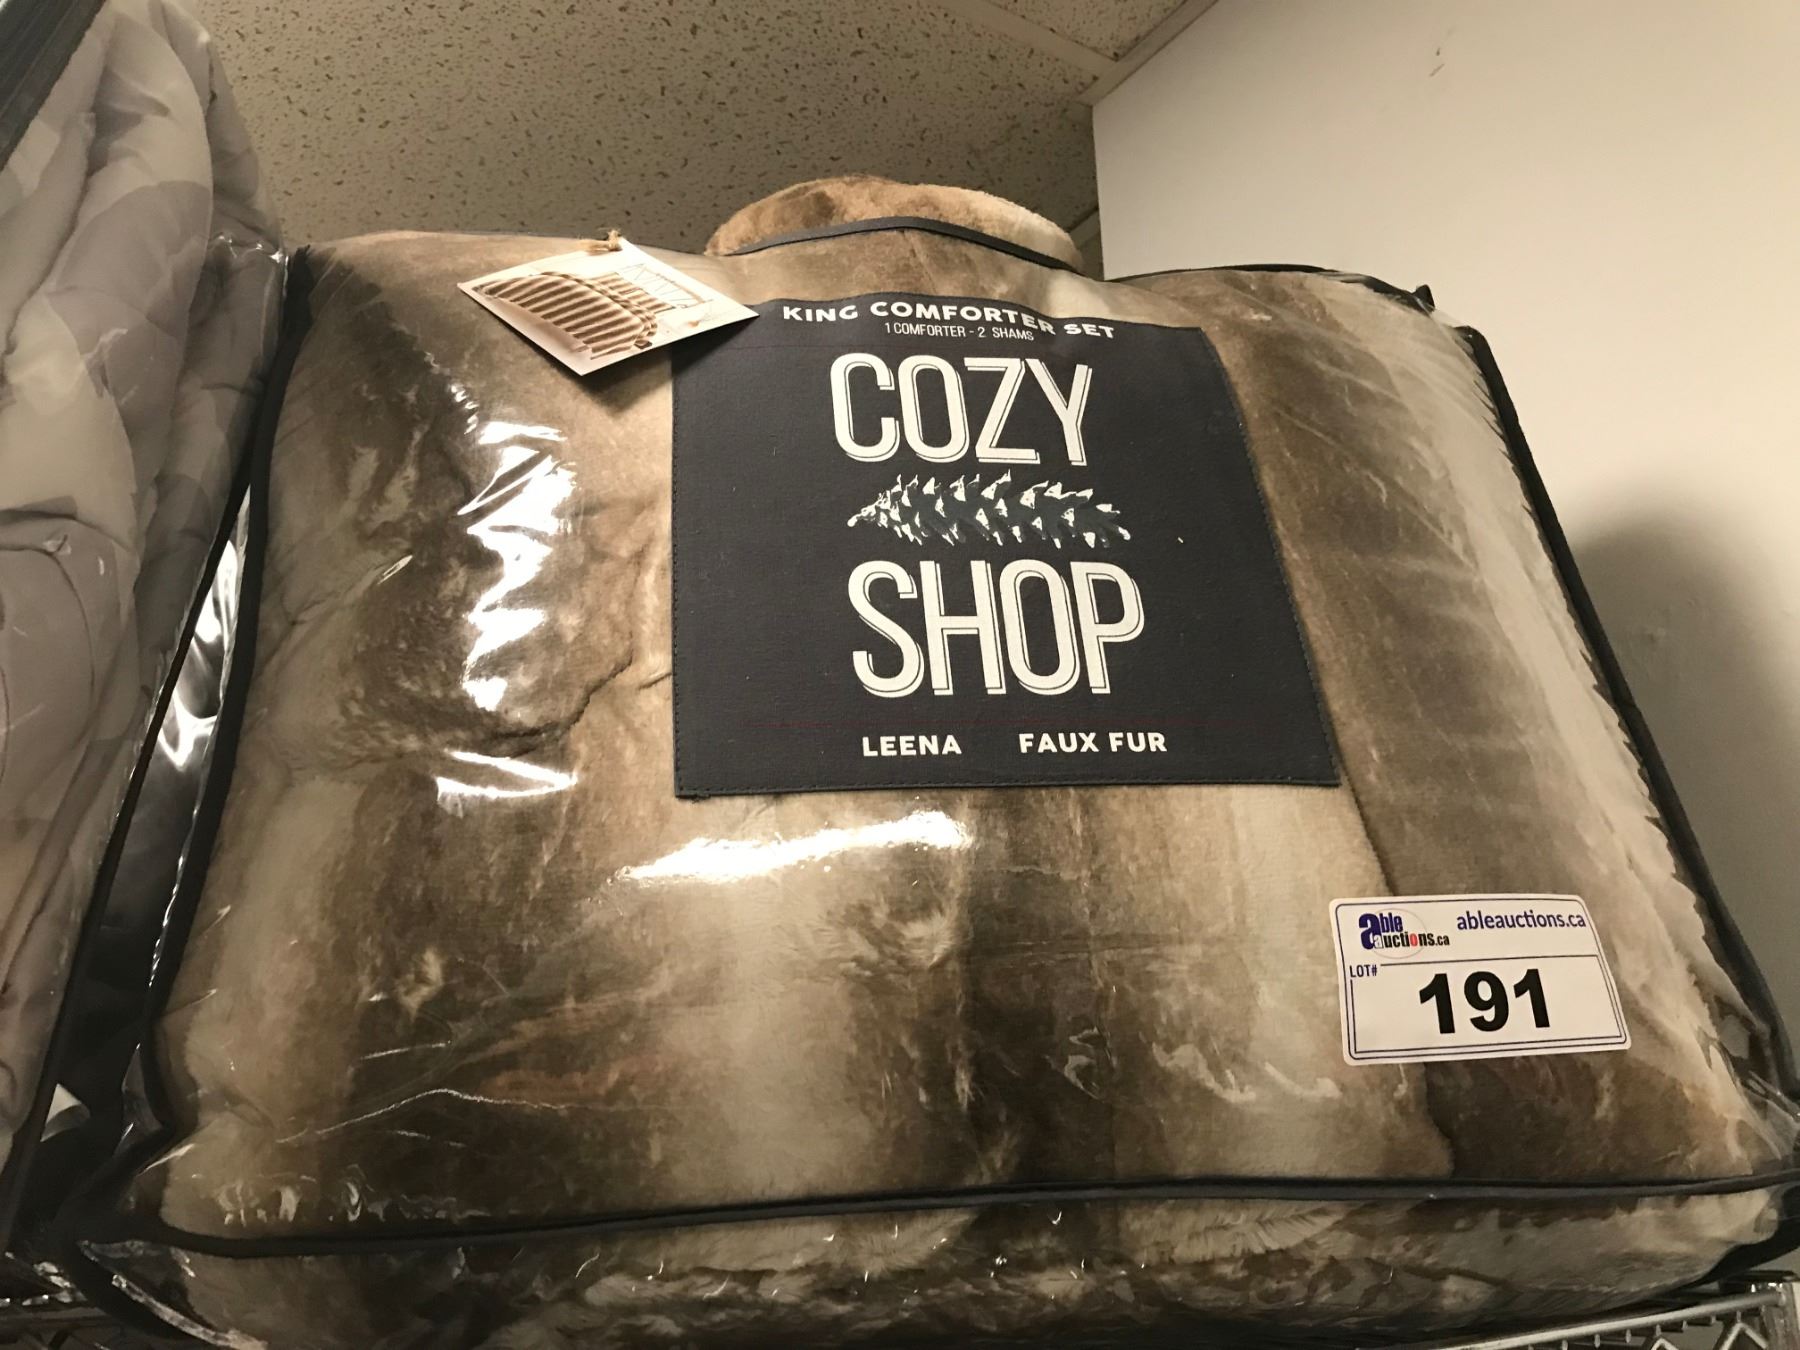 KING COMFORTER SET
1 COMFORTER - 2 SHAMS
COZY
SHOP
LEENA FAUX FUR
able auctions.ca
ableauctions.ca
LOT#
191